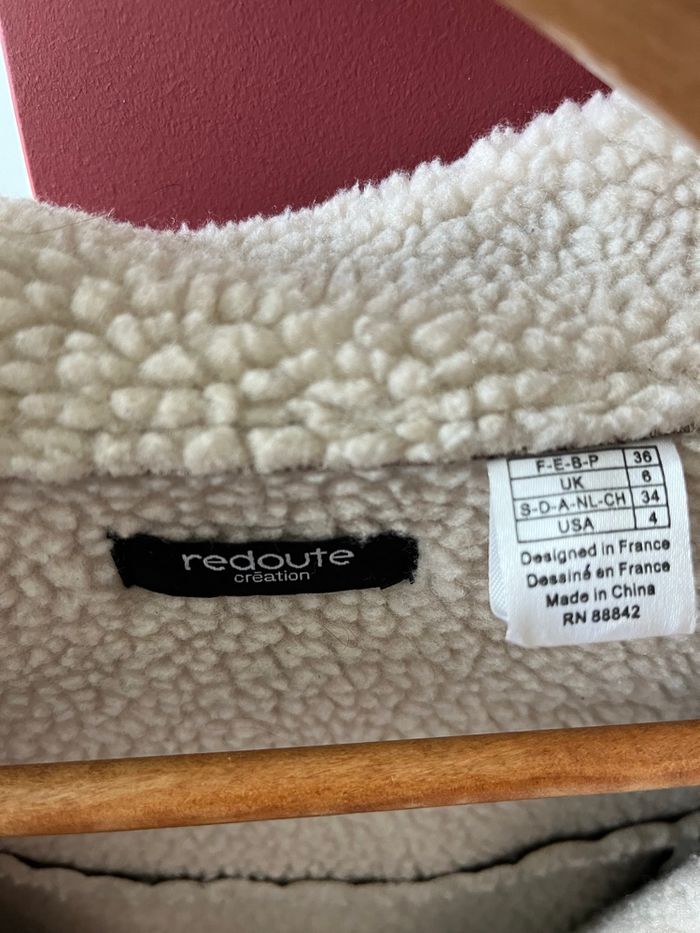 redoute
création
F-E-B-P 36
UK 6
S-D-A-NL-CH 34
USA 4
Designed in France
Dessiné en France
Made in China
RN 88842